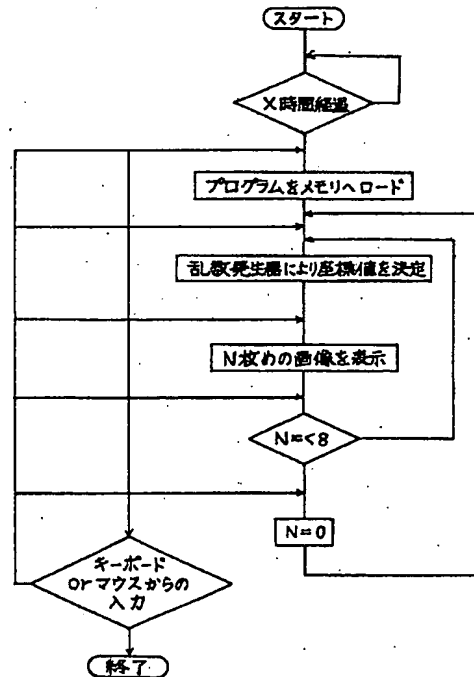 スタート
X時間経過
プログラムをメモリへロード
乱数発生器により座標値を決定
N枚めの画像を表示
N=<8
N=0
キーボード
orマウスからの
入力
終了